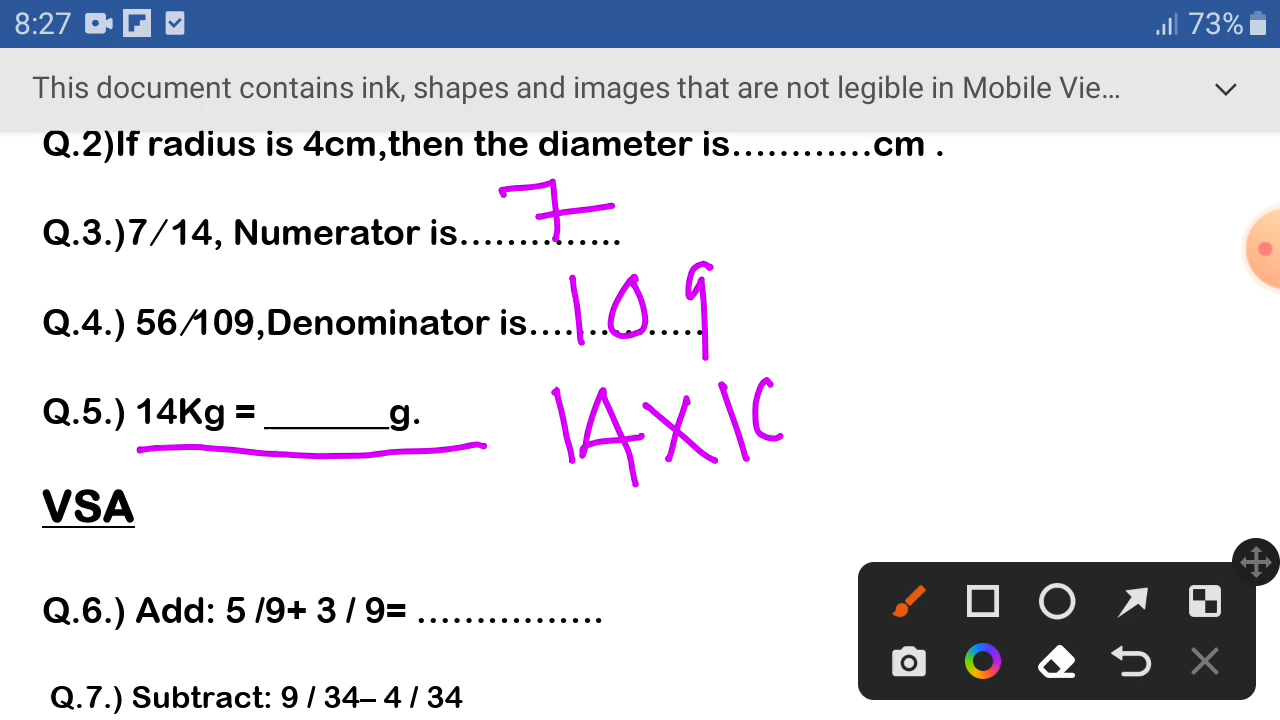 8:27 73%
This document contains ink, shapes and images that are not legible in Mobile Vie...
Q.2)If radius is 4cm,then the diameter is............cm .
7
Q.3.)7/14, Numerator is..............
109
Q.4.) 56/109,Denominator is...............
Q.5.) 14Kg = ______g. 14X10
VSA
Q.6.) Add: 5 /9+ 3 / 9= ................
Q.7.) Subtract: 9 / 34– 4 / 34